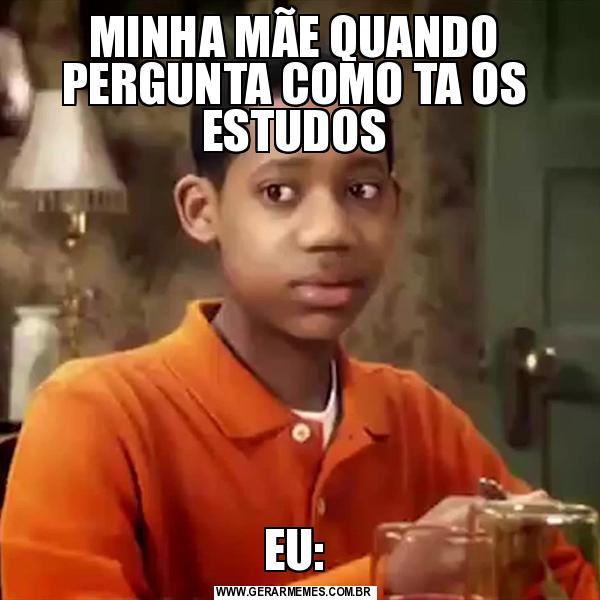 MINHA MÃE QUANDO
PERGUNTA COMO TA OS
ESTUDOS
EU:
WWW.GERARMEMES.COM.BR